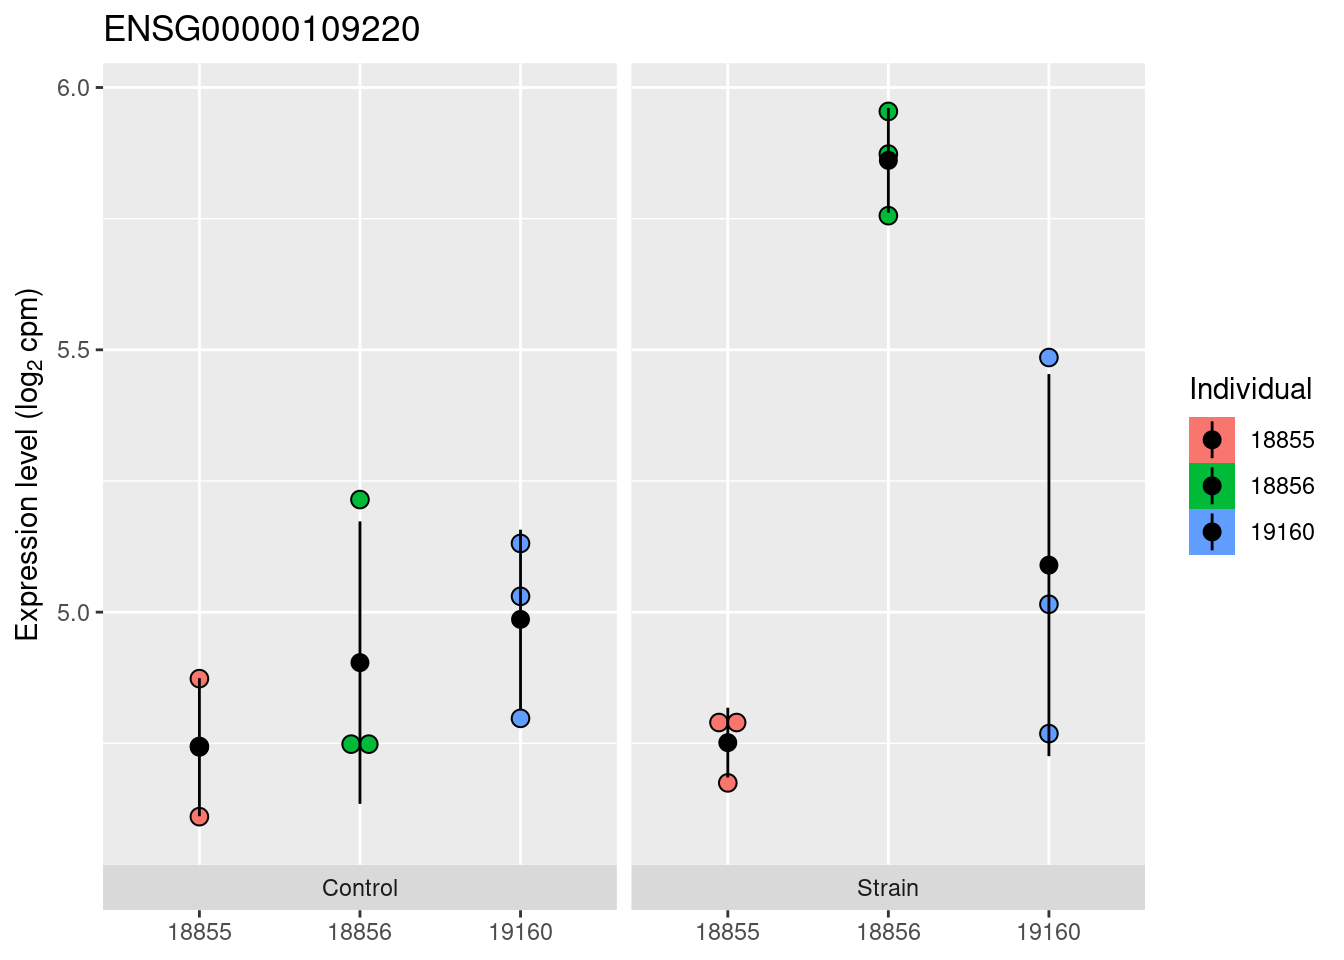 ENSG00000109220
Expression level (log₂ cpm)
6.0
5.5
5.0
Control
Strain
18855
18856
19160
18855
18856
19160
Individual
18855
18856
19160